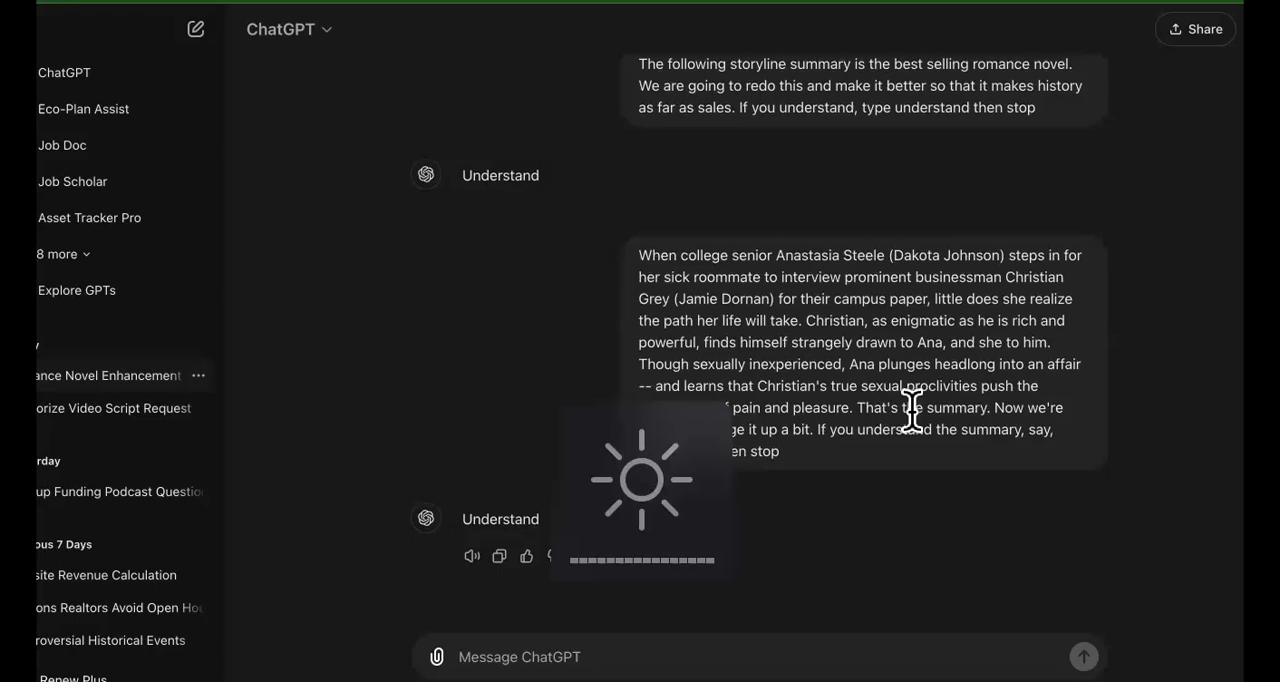 ChatGPT
Share
ChatGPT
Eco-Plan Assist
Job Doc
Job Scholar
Asset Tracker Pro
8 more
Explore GPTs
y
ance Novel Enhancement
orize Video Script Request
rday
up Funding Podcast Questio
ous 7 Days
site Revenue Calculation
ons Realtors Avoid Open Ho
roversial Historical Events
Renew Plus
The following storyline summary is the best selling romance novel.
We are going to redo this and make it better so that it makes history
as far as sales. If you understand, type understand then stop
Understand
When college senior Anastasia Steele (Dakota Johnson) steps in for
her sick roommate to interview prominent businessman Christian
Grey (Jamie Dornan) for their campus paper, little does she realize
the path her life will take. Christian, as enigmatic as he is rich and
powerful, finds himself strangely drawn to Ana, and she to him.
Though sexually inexperienced, Ana plunges headlong into an affair
-- and learns that Christian's true sexual proclivities push the
f pain and pleasure. That's the summary. Now we're
ge it up a bit. If you understand the summary, say,
en stop
Understand
Message ChatGPT